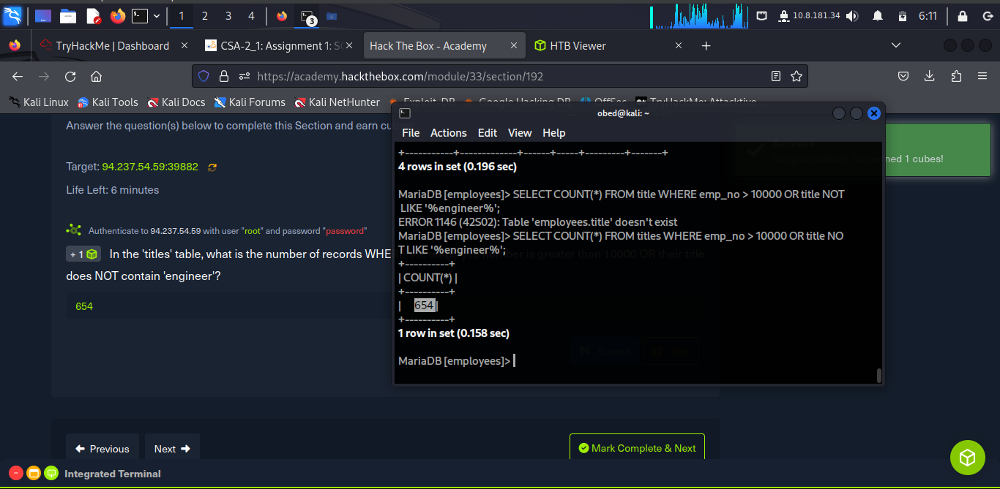 1 2 3 4 3 10.8.181.34 6:11
TryHackMe | Dashboard CSA-2_1: Assignment 1: SO Hack The Box - Academy HTB Viewer
https://academy.hackthebox.com/module/33/section/192
Kali Linux Kali Tools Kali Docs Kali Forums Kali NetHunter Exploit-DB Google Hacking DB OffSec TryHackMe: Attacktive
Answer the question(s) below to complete this Section and earn cu
Target: 94.237.54.59:39882
Life Left: 6 minutes
Authenticate to 94.237.54.59 with user "root" and password "password"
+ 1 In the 'titles' table, what is the number of records WHERE the employee number is greater than 10000 OR their title
does NOT contain 'engineer'?
654
Submit Hint
Success
Congratulations! You earned 1 cubes!
obed@kali: ~
File Actions Edit View Help
+-----------+-------------+------+-----+---------+-------+
4 rows in set (0.196 sec)
MariaDB [employees]> SELECT COUNT(*) FROM title WHERE emp_no > 10000 OR title NOT
LIKE '%engineer%';
ERROR 1146 (42S02): Table 'employees.title' doesn't exist
MariaDB [employees]> SELECT COUNT(*) FROM titles WHERE emp_no > 10000 OR title NO
T LIKE '%engineer%';
+----------+
| COUNT(*) |
+----------+
| 654 |
+----------+
1 row in set (0.158 sec)
MariaDB [employees]>
Previous Next Mark Complete & Next
Integrated Terminal